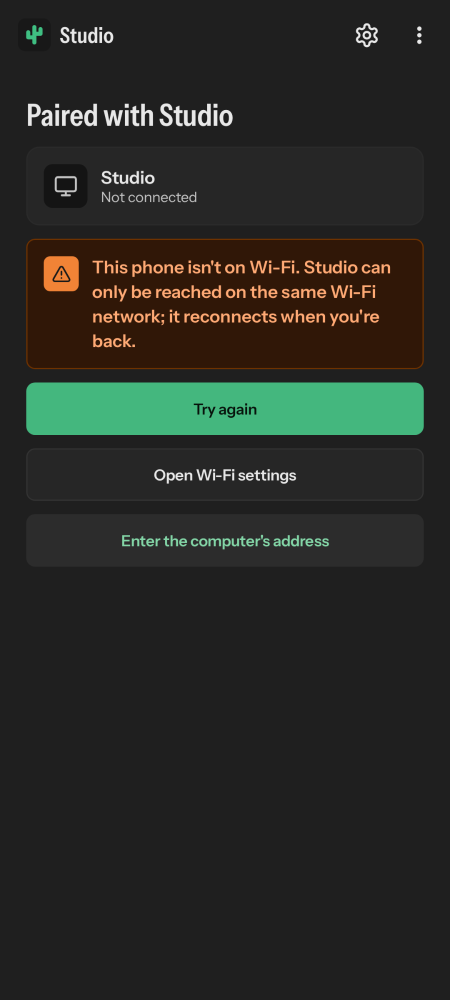 Studio
Paired with Studio
Studio
Not connected
This phone isn't on Wi-Fi. Studio can
only be reached on the same Wi-Fi
network; it reconnects when you're
back.
Try again
Open Wi-Fi settings
Enter the computer's address